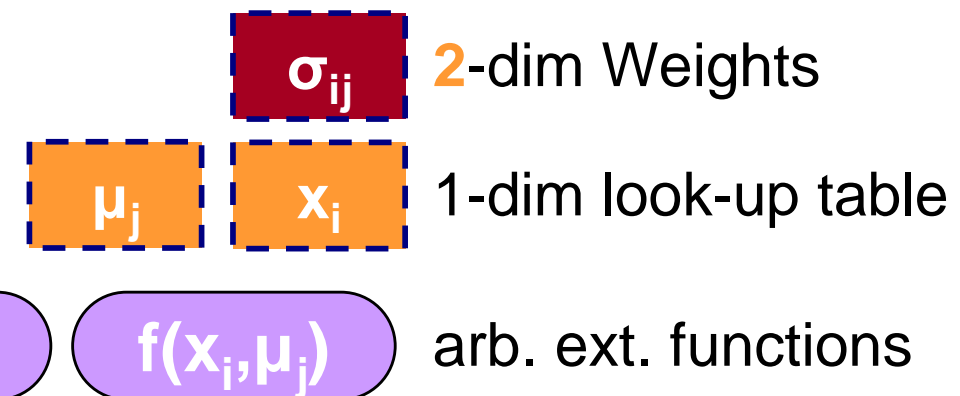 σij 2-dim Weights
μj xi 1-dim look-up table
f(xi,μj) arb. ext. functions